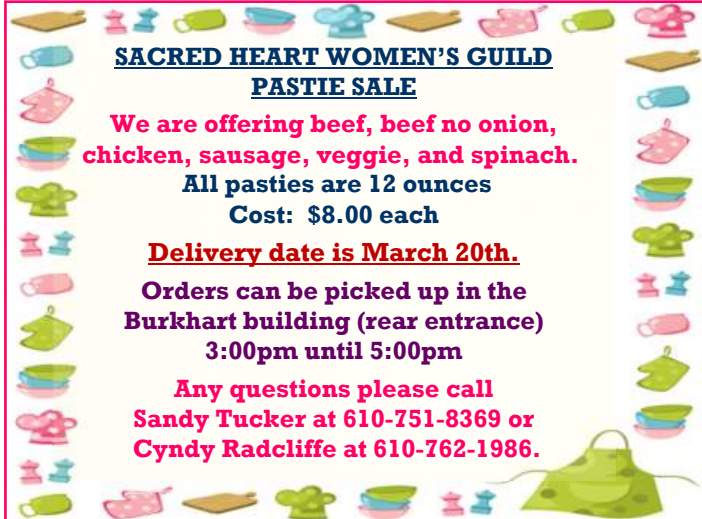 SACRED HEART WOMEN'S GUILD
PASTIE SALE
We are offering beef, beef no onion,
chicken, sausage, veggie, and spinach.
All pasties are 12 ounces
Cost:  $8.00 each
Delivery date is March 20th.
Orders can be picked up in the
Burkhart building (rear entrance)
3:00pm until 5:00pm
Any questions please call
Sandy Tucker at 610-751-8369 or
Cyndy Radcliffe at 610-762-1986.